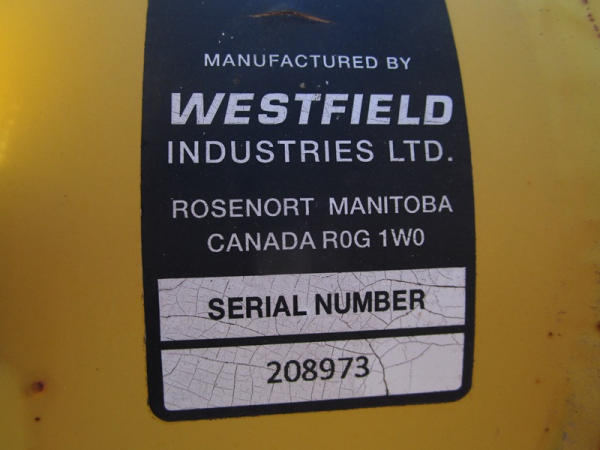 MANUFACTURED BY
WESTFIELD
INDUSTRIES LTD.
ROSENORT MANITOBA
CANADA R0G 1W0
SERIAL NUMBER
208973